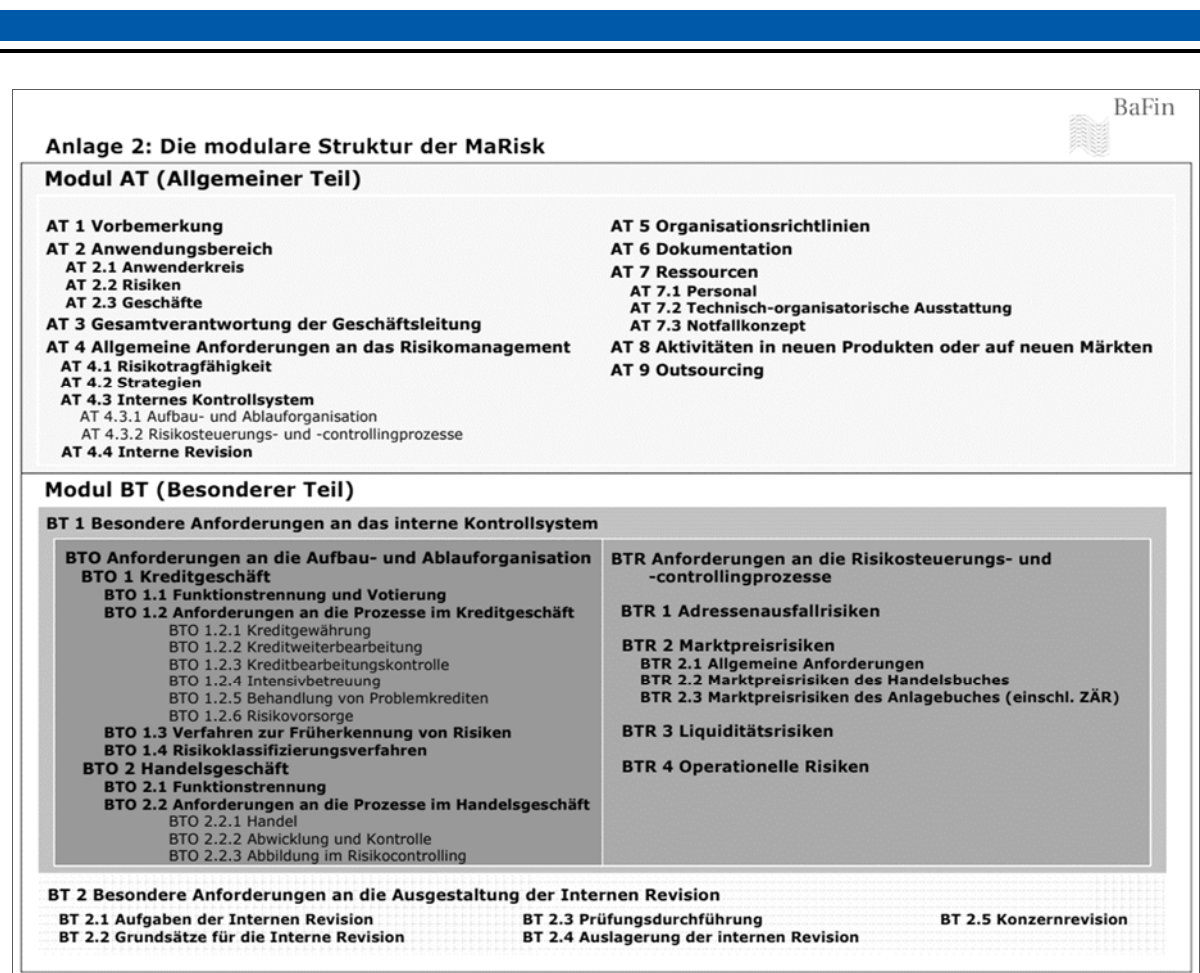 BaFin
Anlage 2: Die modulare Struktur der MaRisk
Modul AT (Allgemeiner Teil)
AT 1 Vorbemerkung
AT 2 Anwendungsbereich
AT 2.1 Anwenderkreis
AT 2.2 Risiken
AT 2.3 Geschäfte
AT 3 Gesamtverantwortung der Geschäftsleitung
AT 4 Allgemeine Anforderungen an das Risikomanagement
AT 4.1 Risikotragfähigkeit
AT 4.2 Strategien
AT 4.3 Internes Kontrollsystem
AT 4.3.1 Aufbau- und Ablauforganisation
AT 4.3.2 Risikosteuerungs- und -controllingprozesse
AT 4.4 Interne Revision
AT 5 Organisationsrichtlinien
AT 6 Dokumentation
AT 7 Ressourcen
AT 7.1 Personal
AT 7.2 Technisch-organisatorische Ausstattung
AT 7.3 Notfallkonzept
AT 8 Aktivitäten in neuen Produkten oder auf neuen Märkten
AT 9 Outsourcing
Modul BT (Besonderer Teil)
BT 1 Besondere Anforderungen an das interne Kontrollsystem
BTO Anforderungen an die Aufbau- und Ablauforganisation
BTO 1 Kreditgeschäft
BTO 1.1 Funktionstrennung und Votierung
BTO 1.2 Anforderungen an die Prozesse im Kreditgeschäft
BTO 1.2.1 Kreditgewährung
BTO 1.2.2 Kreditweiterbearbeitung
BTO 1.2.3 Kreditbearbeitungskontrolle
BTO 1.2.4 Intensivbetreuung
BTO 1.2.5 Behandlung von Problemkrediten
BTO 1.2.6 Risikovorsorge
BTO 1.3 Verfahren zur Früherkennung von Risiken
BTO 1.4 Risikoklassifizierungsverfahren
BTO 2 Handelsgeschäft
BTO 2.1 Funktionstrennung
BTO 2.2 Anforderungen an die Prozesse im Handelsgeschäft
BTO 2.2.1 Handel
BTO 2.2.2 Abwicklung und Kontrolle
BTO 2.2.3 Abbildung im Risikocontrolling
BTR Anforderungen an die Risikosteuerungs- und
-controllingprozesse
BTR 1 Adressenausfallrisiken
BTR 2 Marktpreisrisiken
BTR 2.1 Allgemeine Anforderungen
BTR 2.2 Marktpreisrisiken des Handelsbuches
BTR 2.3 Marktpreisrisiken des Anlagebuches (einschl. ZÄR)
BTR 3 Liquiditätsrisiken
BTR 4 Operationelle Risiken
BT 2 Besondere Anforderungen an die Ausgestaltung der Internen Revision
BT 2.1 Aufgaben der Internen Revision
BT 2.2 Grundsätze für die Interne Revision
BT 2.3 Prüfungsdurchführung
BT 2.4 Auslagerung der internen Revision
BT 2.5 Konzernrevision